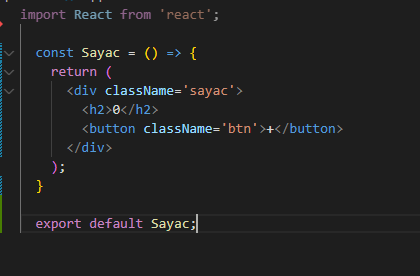 import React from 'react';
const Sayac = () => {
return (
<div className='sayac'>
<h2>0</h2>
<button className='btn'>+</button>
</div>
);
}
export default Sayac;